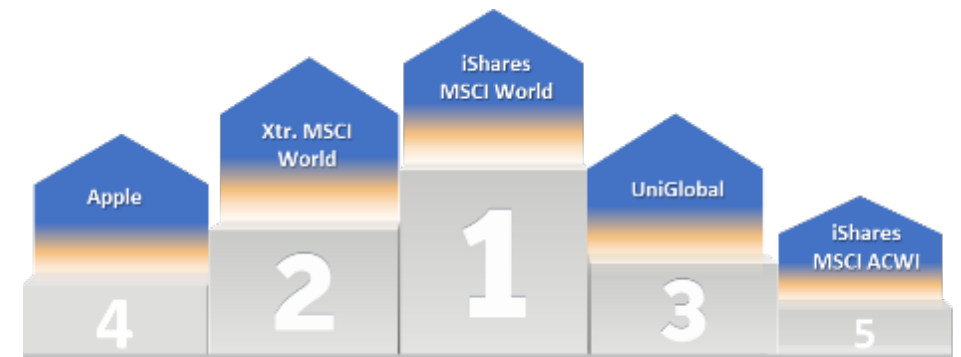 Apple
4
Xtr. MSCI
World
2
iShares
MSCI World
1
UniGlobal
3
iShares
MSCI ACWI
5